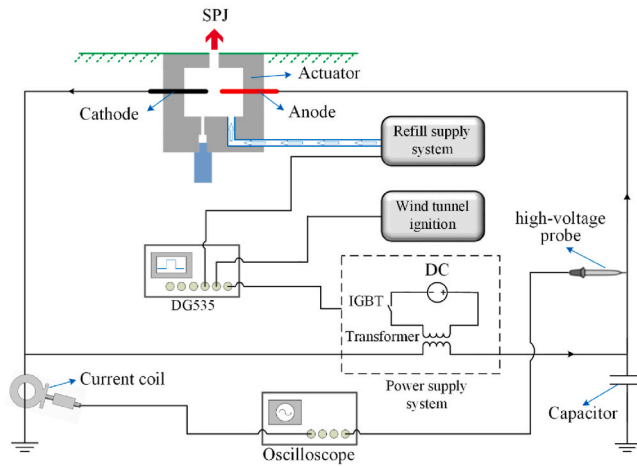 SPJ
Actuator
Cathode
Anode
Refill supply
system
Wind tunnel
ignition
high-voltage
probe
DG535
DC
IGBT
Transformer
Power supply
system
Current coil
Capacitor
Oscilloscope